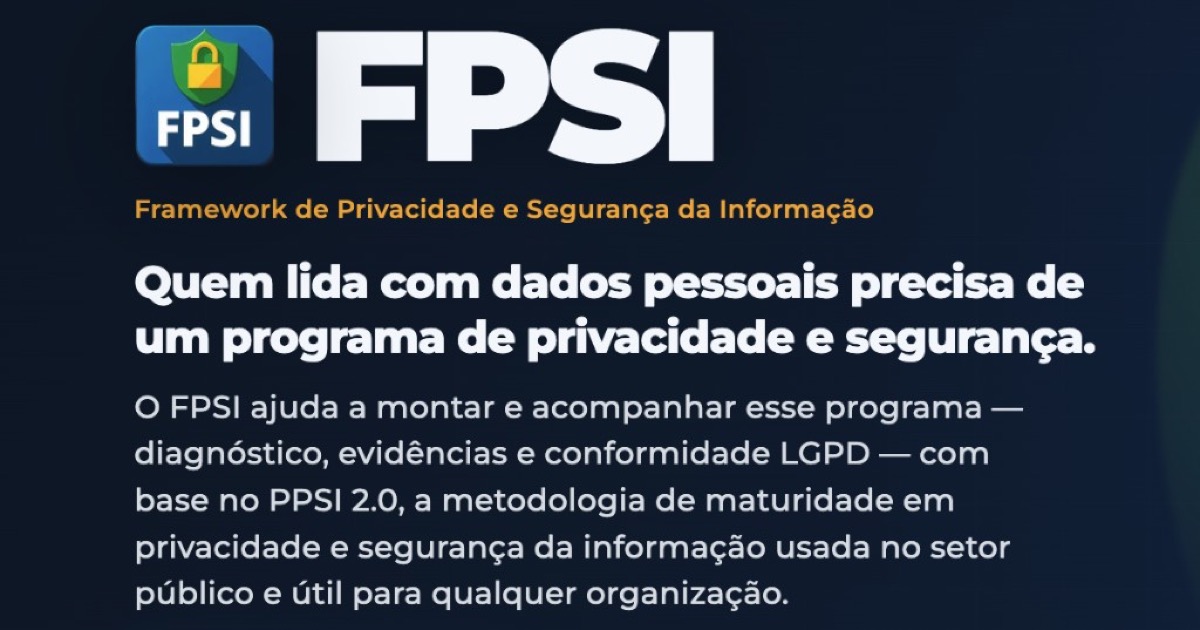 FPSI
FPSI
Framework de Privacidade e Segurança da Informação
Quem lida com dados pessoais precisa de
um programa de privacidade e segurança.
O FPSI ajuda a montar e acompanhar esse programa —
diagnóstico, evidências e conformidade LGPD — com
base no PPSI 2.0, a metodologia de maturidade em
privacidade e segurança da informação usada no setor
público e útil para qualquer organização.